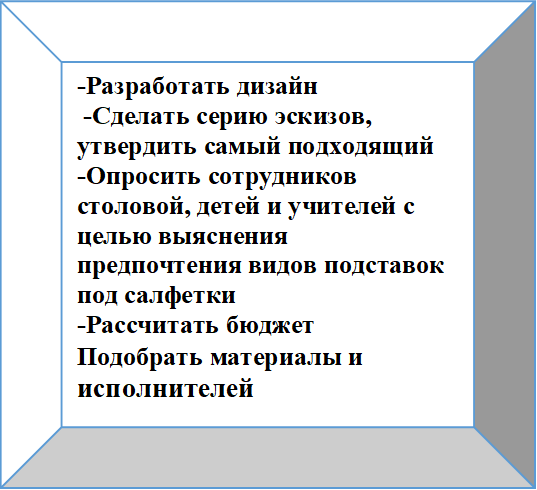 -Разработать дизайн
-Сделать серию эскизов,
утвердить самый подходящий
-Опросить сотрудников
столовой, детей и учителей с
целью выяснения
предпочтения видов подставок
под салфетки
-Рассчитать бюджет
Подобрать материалы и
исполнителей